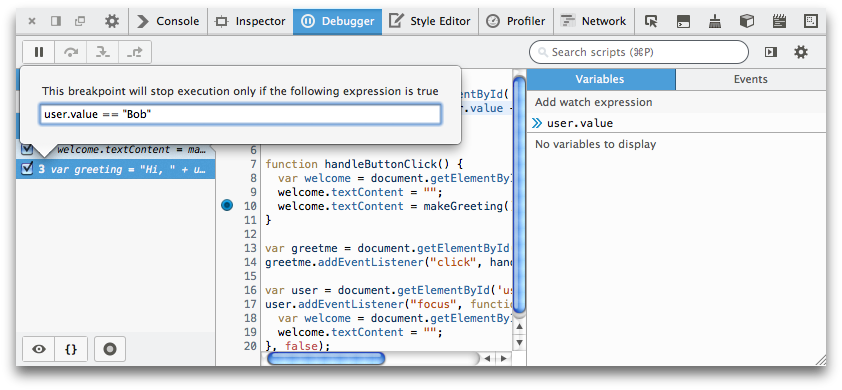 Console Inspector Debugger Style Editor Profiler Network
Search scripts (⌘P)
This breakpoint will stop execution only if the following expression is true
user.value == "Bob"
welcome.textContent = ma…
3 var greeting = "Hi, " + u…
Variables Events
Add watch expression
user.value
No variables to display
entById(
r.value
6
7 function handleButtonClick() {
8 var welcome = document.getElementByI
9 welcome.textContent = "";
10 welcome.textContent = makeGreeting(
11 }
12
13 var greetme = document.getElementById
14 greetme.addEventListener("click", han
15
16 var user = document.getElementById('us
17 user.addEventListener("focus", functio
18 var welcome = document.getElementByI
19 welcome.textContent = "";
20 }, false);
{}